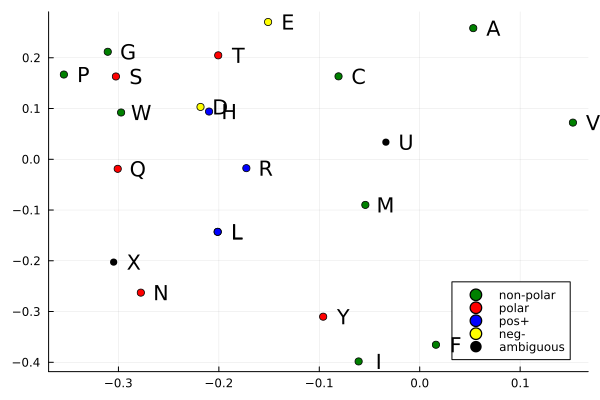 E
A
G
T
P
S
C
W
D
H
V
U
Q
R
M
L
X
N
Y
F
I
0.2
0.1
0.0
−0.1
−0.2
−0.3
−0.4
−0.3
−0.2
−0.1
0.0
0.1
non-polar
polar
pos+
neg-
ambiguous